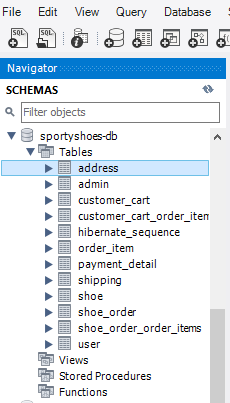 File Edit View Query Database
SQL SQL
Navigator
SCHEMAS
Filter objects
sportyshoes-db
Tables
address
admin
customer_cart
customer_cart_order_item
hibernate_sequence
order_item
payment_detail
shipping
shoe
shoe_order
shoe_order_order_items
user
Views
Stored Procedures
Functions